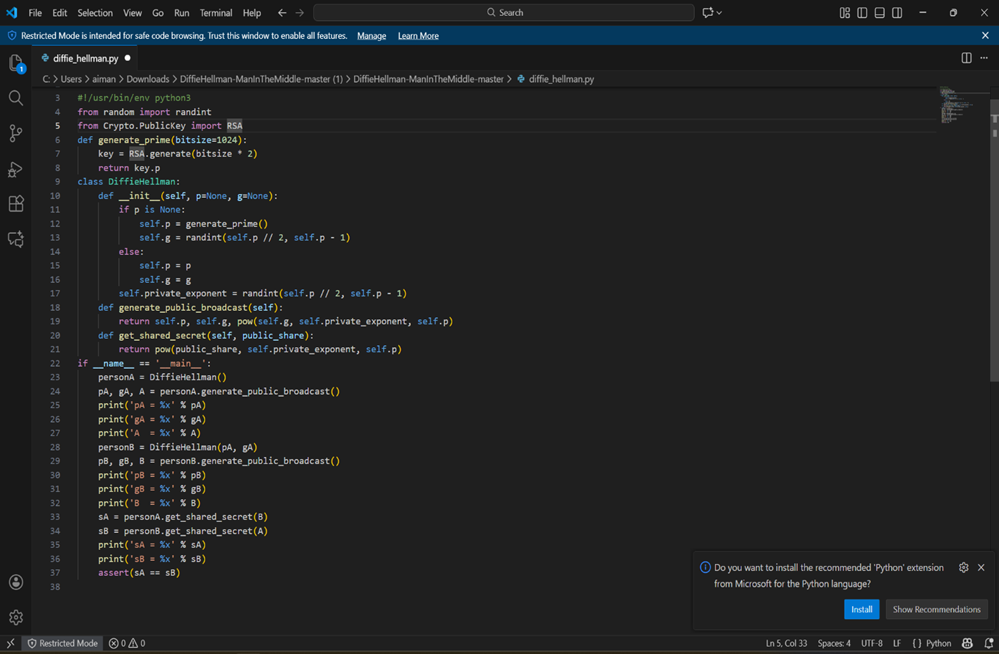 File Edit Selection View Go Run Terminal Help Search
Restricted Mode is intended for safe code browsing. Trust this window to enable all features. Manage Learn More
diffie_hellman.py
C: > Users > aiman > Downloads > DiffieHellman-ManInTheMiddle-master (1) > DiffieHellman-ManInTheMiddle-master > diffie_hellman.py
1
3 #!/usr/bin/env python3
4 from random import randint
5 from Crypto.PublicKey import RSA
6 def generate_prime(bitsize=1024):
7     key = RSA.generate(bitsize * 2)
8     return key.p
9 class DiffieHellman:
10     def __init__(self, p=None, g=None):
11         if p is None:
12             self.p = generate_prime()
13             self.g = randint(self.p // 2, self.p - 1)
14         else:
15             self.p = p
16             self.g = g
17         self.private_exponent = randint(self.p // 2, self.p - 1)
18     def generate_public_broadcast(self):
19         return self.p, self.g, pow(self.g, self.private_exponent, self.p)
20     def get_shared_secret(self, public_share):
21         return pow(public_share, self.private_exponent, self.p)
22 if __name__ == '__main__':
23     personA = DiffieHellman()
24     pA, gA, A = personA.generate_public_broadcast()
25     print('pA = %x' % pA)
26     print('gA = %x' % gA)
27     print('A  = %x' % A)
28     personB = DiffieHellman(pA, gA)
29     pB, gB, B = personB.generate_public_broadcast()
30     print('pB = %x' % pB)
31     print('gB = %x' % gB)
32     print('B  = %x' % B)
33     sA = personA.get_shared_secret(B)
34     sB = personB.get_shared_secret(A)
35     print('sA = %x' % sA)
36     print('sB = %x' % sB)
37     assert(sA == sB)
38
Do you want to install the recommended 'Python' extension
from Microsoft for the Python language?
Install Show Recommendations
Restricted Mode 0 0 Ln 5, Col 33 Spaces: 4 UTF-8 LF { } Python